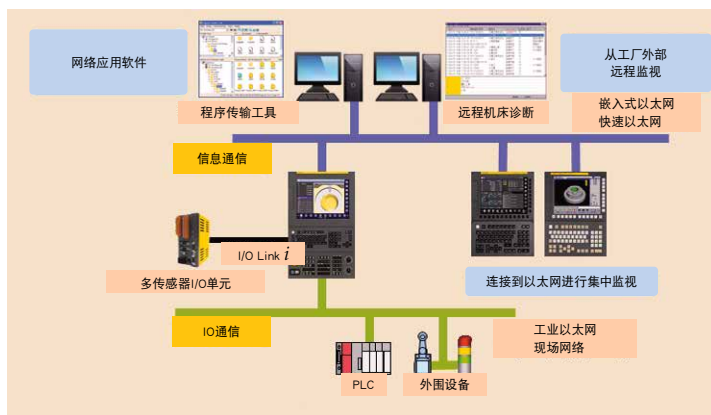 网络应用软件
从工厂外部
远程监视
程序传输工具
远程机床诊断
嵌入式以太网
快速以太网
信息通信
I/O Link i
多传感器I/O单元
连接到以太网进行集中监视
IO通信
工业以太网
现场网络
PLC
外围设备